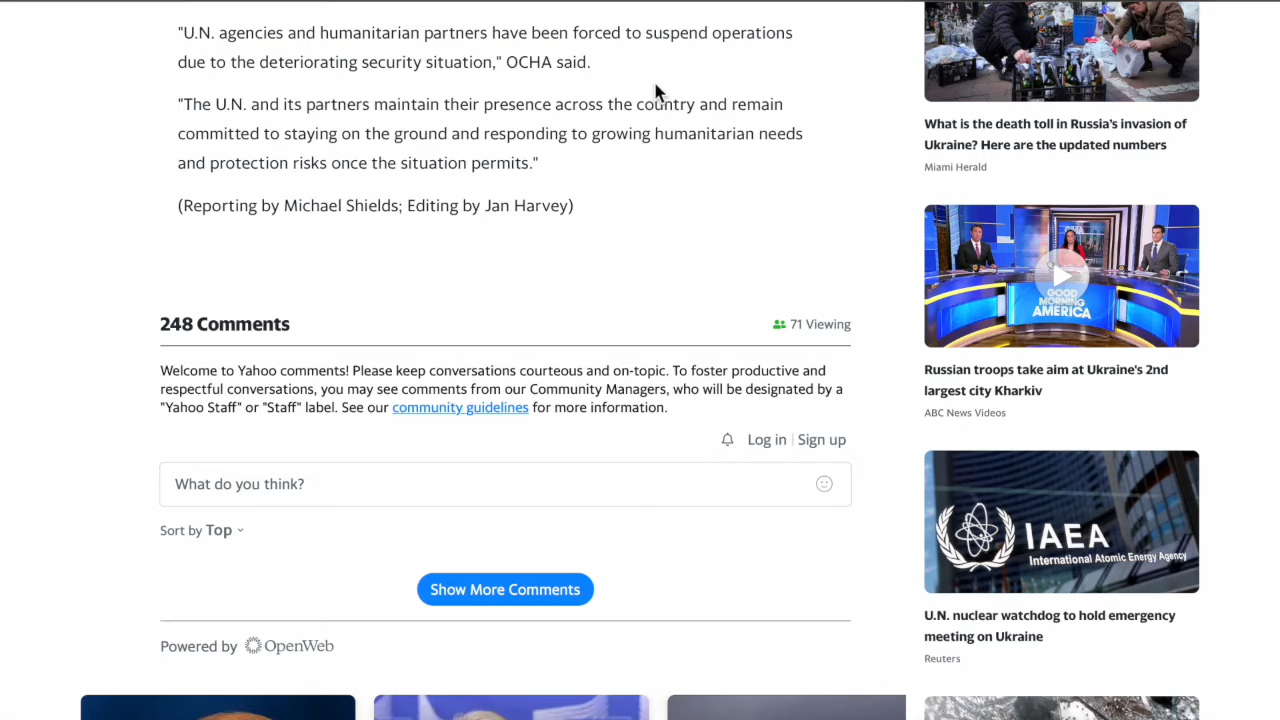 "U.N. agencies and humanitarian partners have been forced to suspend operations
due to the deteriorating security situation," OCHA said.
"The U.N. and its partners maintain their presence across the country and remain
committed to staying on the ground and responding to growing humanitarian needs
and protection risks once the situation permits."
(Reporting by Michael Shields; Editing by Jan Harvey)
248 Comments
71 Viewing
Welcome to Yahoo comments! Please keep conversations courteous and on-topic. To foster productive and
respectful conversations, you may see comments from our Community Managers, who will be designated by a
"Yahoo Staff" or "Staff" label. See our community guidelines for more information.
Log in | Sign up
What do you think?
Sort by Top
Show More Comments
Powered by OpenWeb
What is the death toll in Russia's invasion of
Ukraine? Here are the updated numbers
Miami Herald
GOOD
MORNING
AMERICA
Russian troops take aim at Ukraine's 2nd
largest city Kharkiv
ABC News Videos
IAEA
International Atomic Energy Agency
U.N. nuclear watchdog to hold emergency
meeting on Ukraine
Reuters